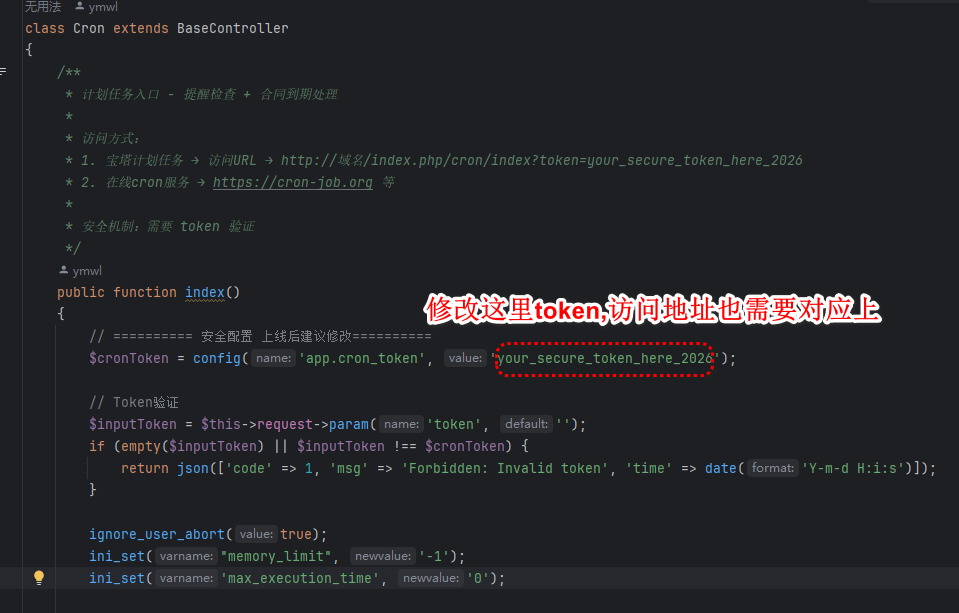 无用法 ymwl
class Cron extends BaseController
{
/**
* 计划任务入口 - 提醒检查 + 合同到期处理
*
* 访问方式：
* 1. 宝塔计划任务 → 访问URL → http://域名/index.php/cron/index?token=your_secure_token_here_2026
* 2. 在线cron服务 → https://cron-job.org 等
*
* 安全机制：需要 token 验证
*/
ymwl
public function index()
{
修改这里token,访问地址也需要对应上
// ========== 安全配置 上线后建议修改==========
$cronToken = config( name: 'app.cron_token', value: 'your_secure_token_here_2026');
// Token验证
$inputToken = $this->request->param( name: 'token', default: '');
if (empty($inputToken) || $inputToken !== $cronToken) {
return json(['code' => 1, 'msg' => 'Forbidden: Invalid token', 'time' => date( format: 'Y-m-d H:i:s')]);
}
ignore_user_abort( value: true);
ini_set( varname: "memory_limit", newvalue: '-1');
ini_set( varname: 'max_execution_time', newvalue: '0');